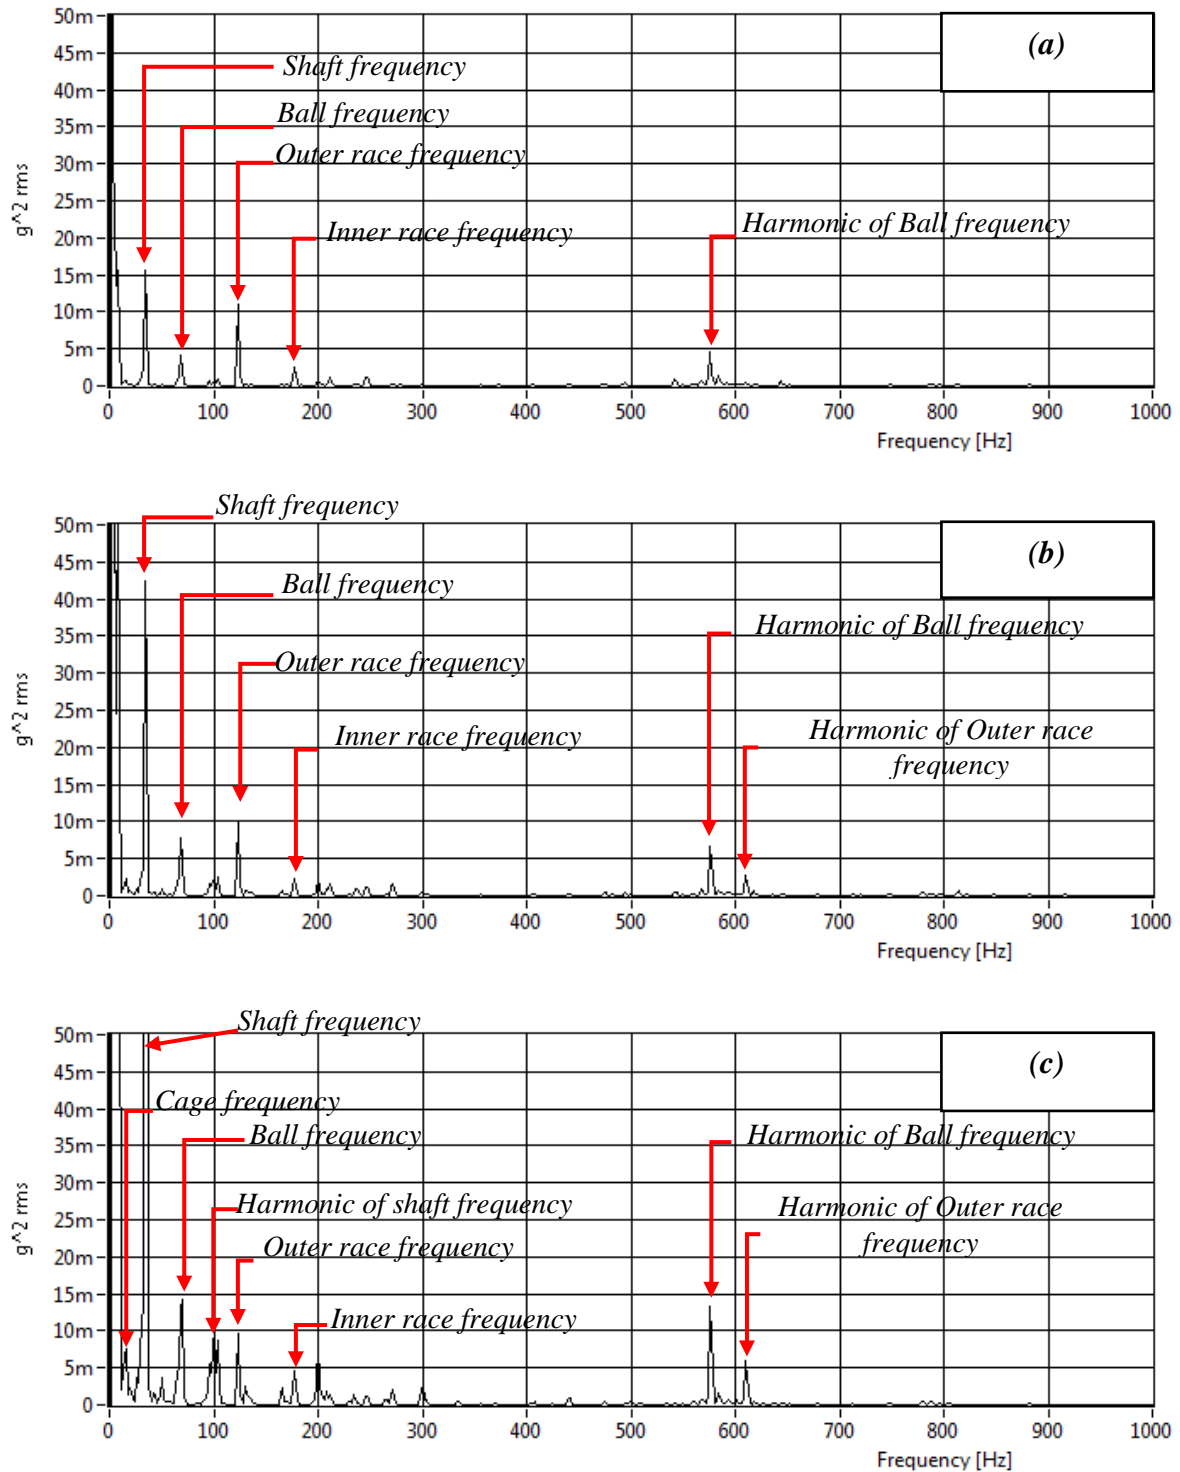 (a)
Shaft frequency
Ball frequency
Outer race frequency
Inner race frequency
Harmonic of Ball frequency
g^2 rms
50m
45m
40m
35m
30m
25m
20m
15m
10m
5m
0
0 100 200 300 400 500 600 700 800 900 1000
Frequency [Hz]
(b)
Shaft frequency
Ball frequency
Outer race frequency
Inner race frequency
Harmonic of Ball frequency
Harmonic of Outer race
frequency
g^2 rms
50m
45m
40m
35m
30m
25m
20m
15m
10m
5m
0
0 100 200 300 400 500 600 700 800 900 1000
Frequency [Hz]
(c)
Shaft frequency
Cage frequency
Ball frequency
Harmonic of shaft frequency
Outer race frequency
Inner race frequency
Harmonic of Ball frequency
Harmonic of Outer race
frequency
g^2 rms
50m
45m
40m
35m
30m
25m
20m
15m
10m
5m
0
0 100 200 300 400 500 600 700 800 900 1000
Frequency [Hz]